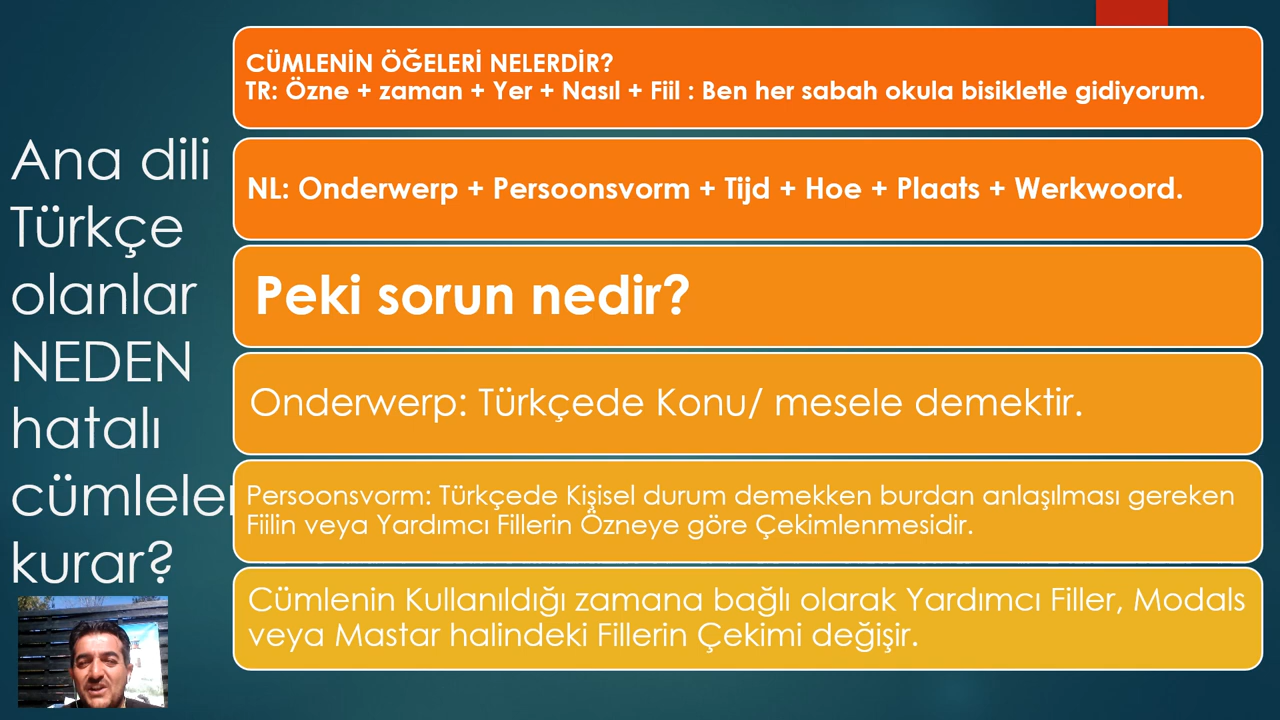 Ana dili
Türkçe
olanlar
NEDEN
hatalı
cümleler
kurar?
CÜMLENİN ÖĞELERİ NELERDİR?
TR: Özne + zaman + Yer + Nasıl + Fiil : Ben her sabah okula bisikletle gidiyorum.
NL: Onderwerp + Persoonsvorm + Tijd + Hoe + Plaats + Werkwoord.
Peki sorun nedir?
Onderwerp: Türkçede Konu/ mesele demektir.
Persoonsvorm: Türkçede Kişisel durum demekken burdan anlaşılması gereken
Fiilin veya Yardımcı Fillerin Özneye göre Çekimlenmesidir.
Cümlenin Kullanıldığı zamana bağlı olarak Yardımcı Filler, Modals
veya Mastar halindeki Fillerin Çekimi değişir.